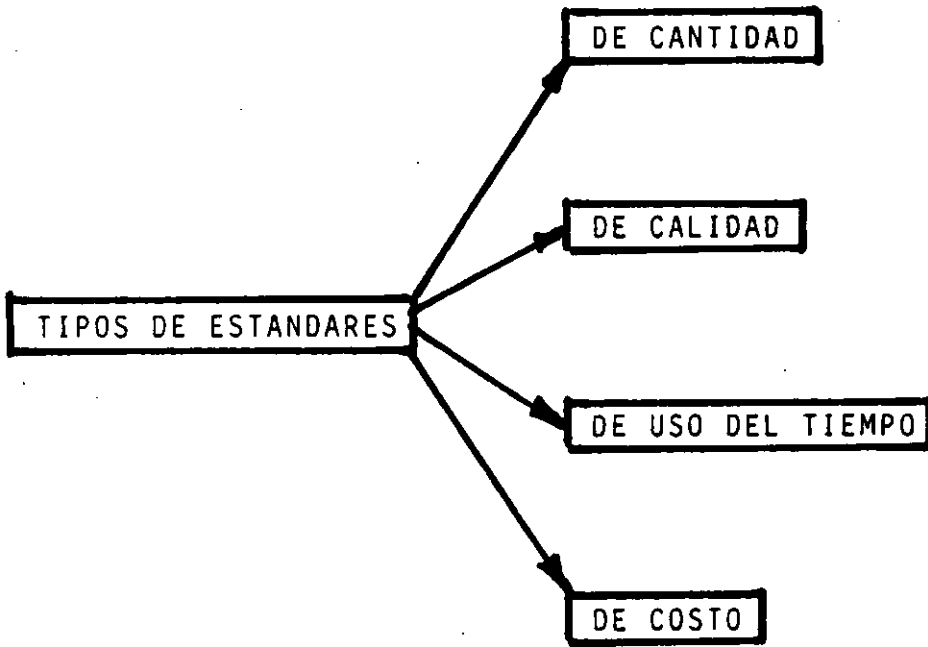 DE CANTIDAD
DE CALIDAD
TIPOS DE ESTANDARES
DE USO DEL TIEMPO
DE COSTO